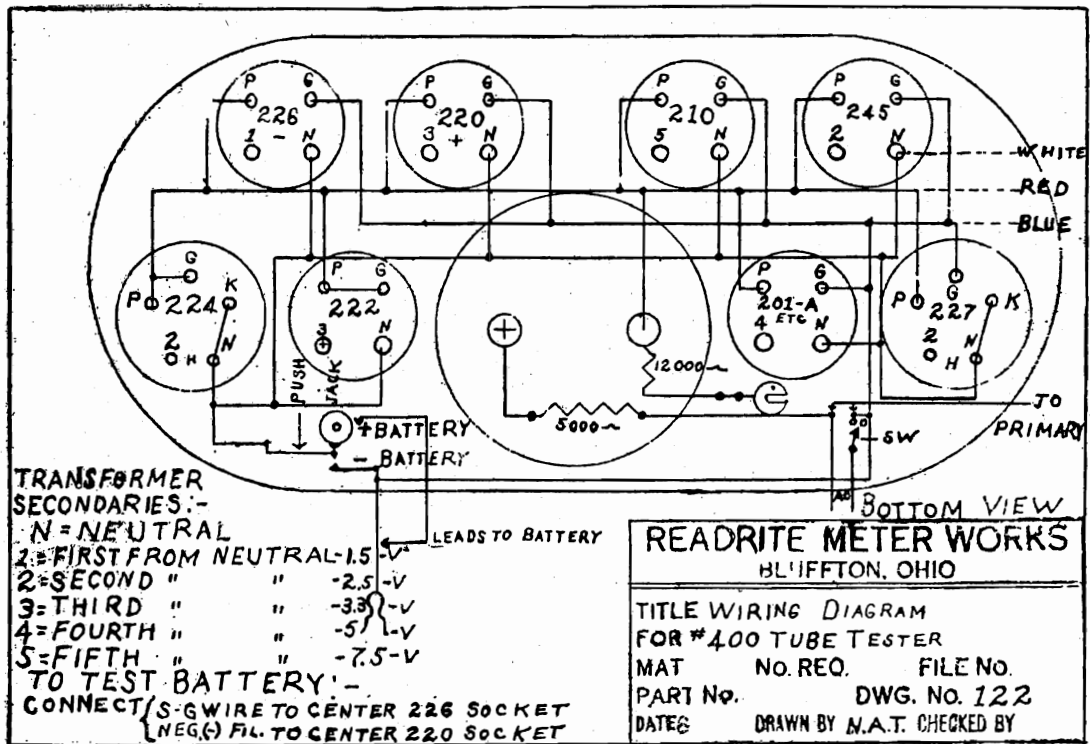 P G P G P G P G
226 220 210 245
1 - N 3 + N 5 N 2 N
WHITE
RED
BLUE
G P G P G
P 224 K 222 201-A ETC P G 227 K
2 H N 3 N 4 N 2 H N
PUSH
JACK
12000~
5000~
TO
PRIMARY
SW
+BATTERY
- BATTERY
TRANSFORMER
SECONDARIES:-
N = NEUTRAL
1=FIRST FROM NEUTRAL-1.5-V
2=SECOND " " -2.5-V
3=THIRD " " -3.3-V
4=FOURTH " " -5-V
5=FIFTH " " -7.5-V
LEADS TO BATTERY
TO TEST BATTERY:-
CONNECT S-G WIRE TO CENTER 226 SOCKET
NEG.(-) FIL. TO CENTER 220 SOCKET
BOTTOM VIEW
READRITE METER WORKS
BLUFFTON, OHIO
TITLE WIRING DIAGRAM
FOR #400 TUBE TESTER
MAT NO. REQ. FILE NO.
PART NO. DWG. NO. 122
DATES DRAWN BY N.A.T. CHECKED BY